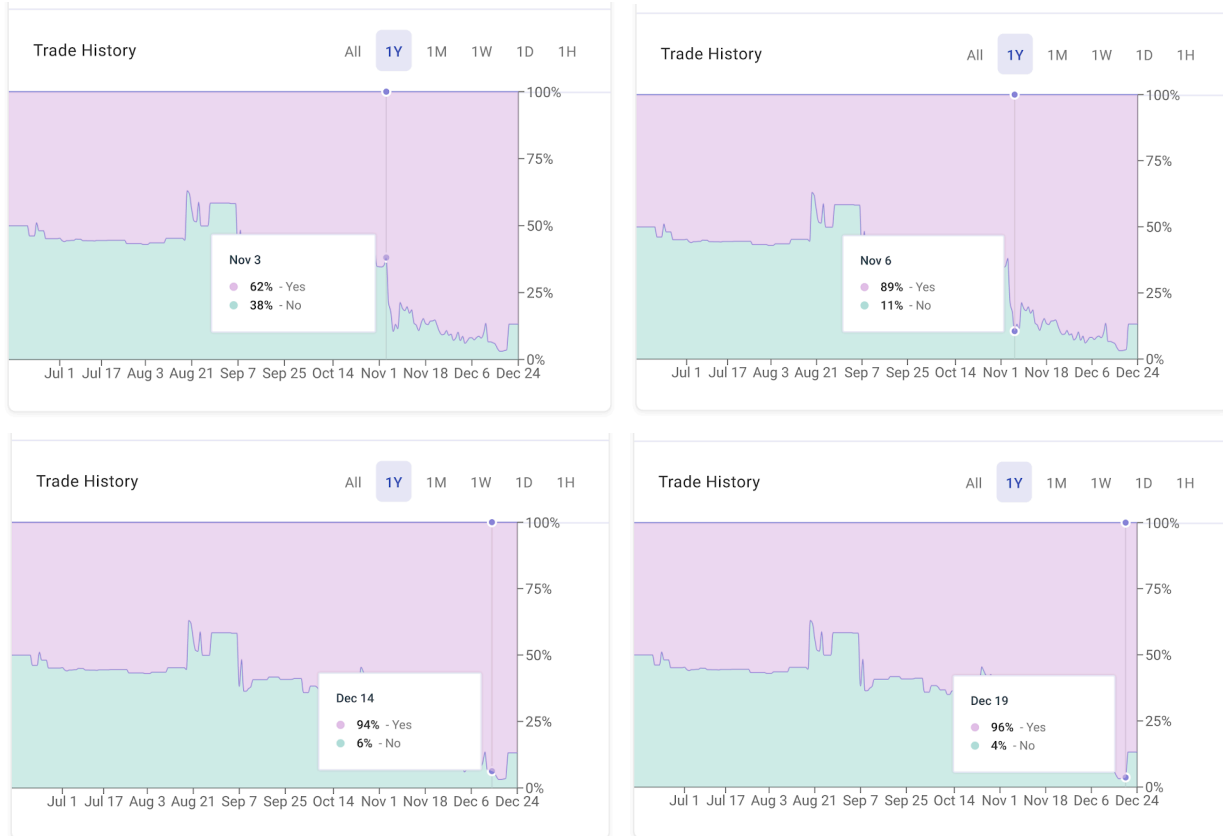 Trade History All 1Y 1M 1W 1D 1H
100%
75%
50%
Nov 3
62% - Yes
25%
38% - No
0%
Jul 1 Jul 17 Aug 3 Aug 21 Sep 7 Sep 25 Oct 14 Nov 1 Nov 18 Dec 6 Dec 24
Trade History All 1Y 1M 1W 1D 1H
100%
75%
50%
Nov 6
89% - Yes
25%
11% - No
0%
Jul 1 Jul 17 Aug 3 Aug 21 Sep 7 Sep 25 Oct 14 Nov 1 Nov 18 Dec 6 Dec 24
Trade History All 1Y 1M 1W 1D 1H
100%
75%
50%
Dec 14
25%
94% - Yes
6% - No
0%
Jul 1 Jul 17 Aug 3 Aug 21 Sep 7 Sep 25 Oct 14 Nov 1 Nov 18 Dec 6 Dec 24
Trade History All 1Y 1M 1W 1D 1H
100%
75%
50%
Dec 19
25%
96% - Yes
4% - No
0%
Jul 1 Jul 17 Aug 3 Aug 21 Sep 7 Sep 25 Oct 14 Nov 1 Nov 18 Dec 6 Dec 24